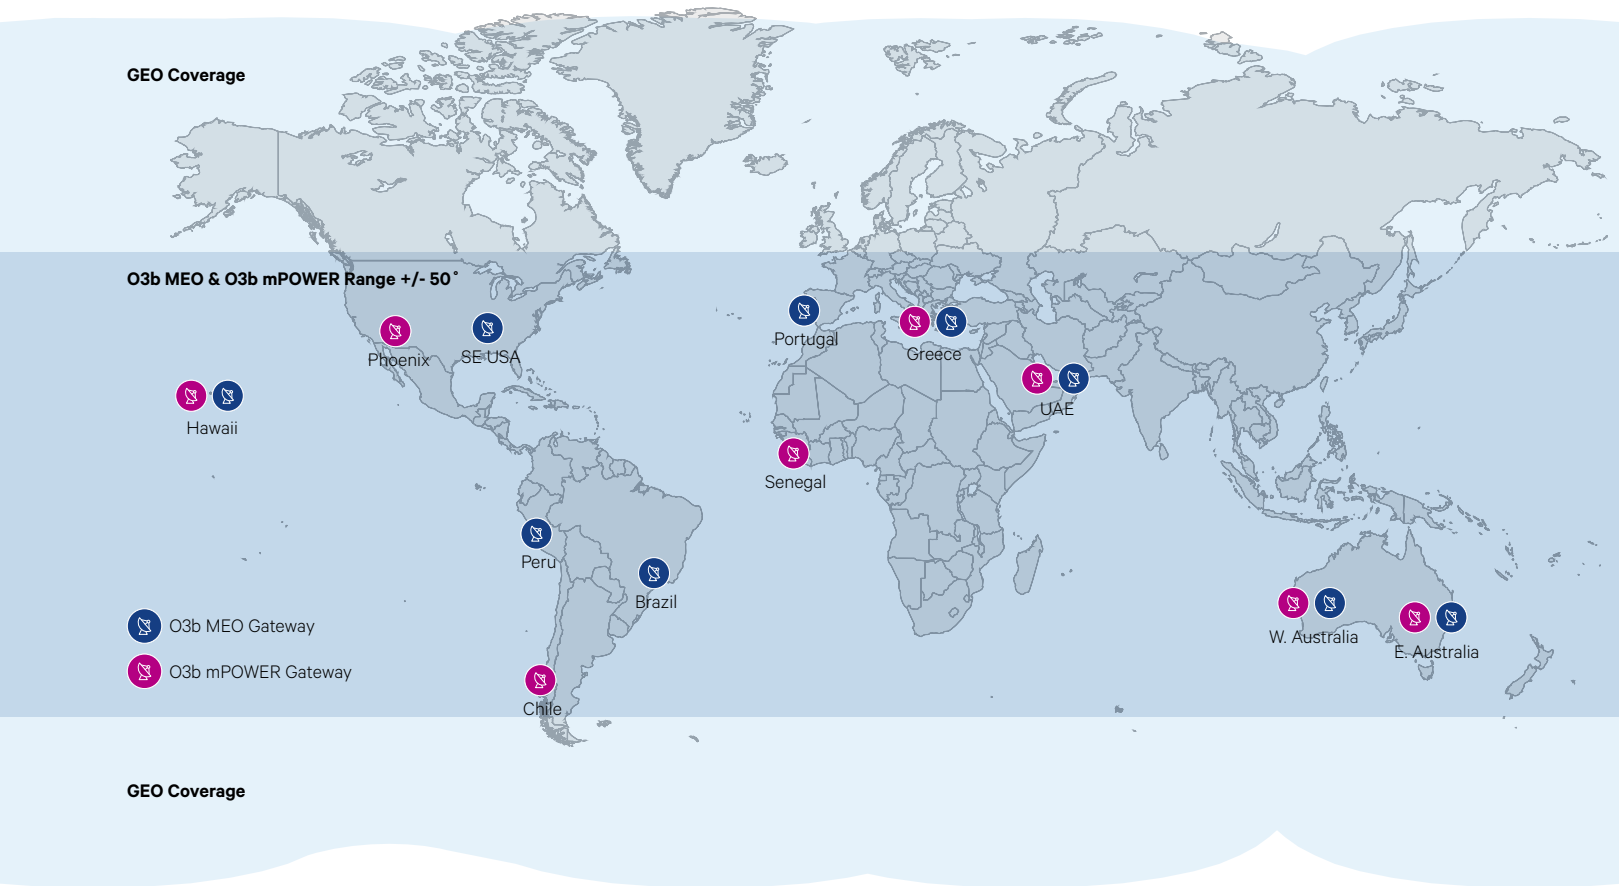 GEO Coverage
O3b MEO & O3b mPOWER Range +/- 50°
Portugal
Phoenix
SE USA
Greece
UAE
Hawaii
Senegal
Peru
Brazil
O3b MEO Gateway
W. Australia
E. Australia
O3b mPOWER Gateway
Chile
GEO Coverage